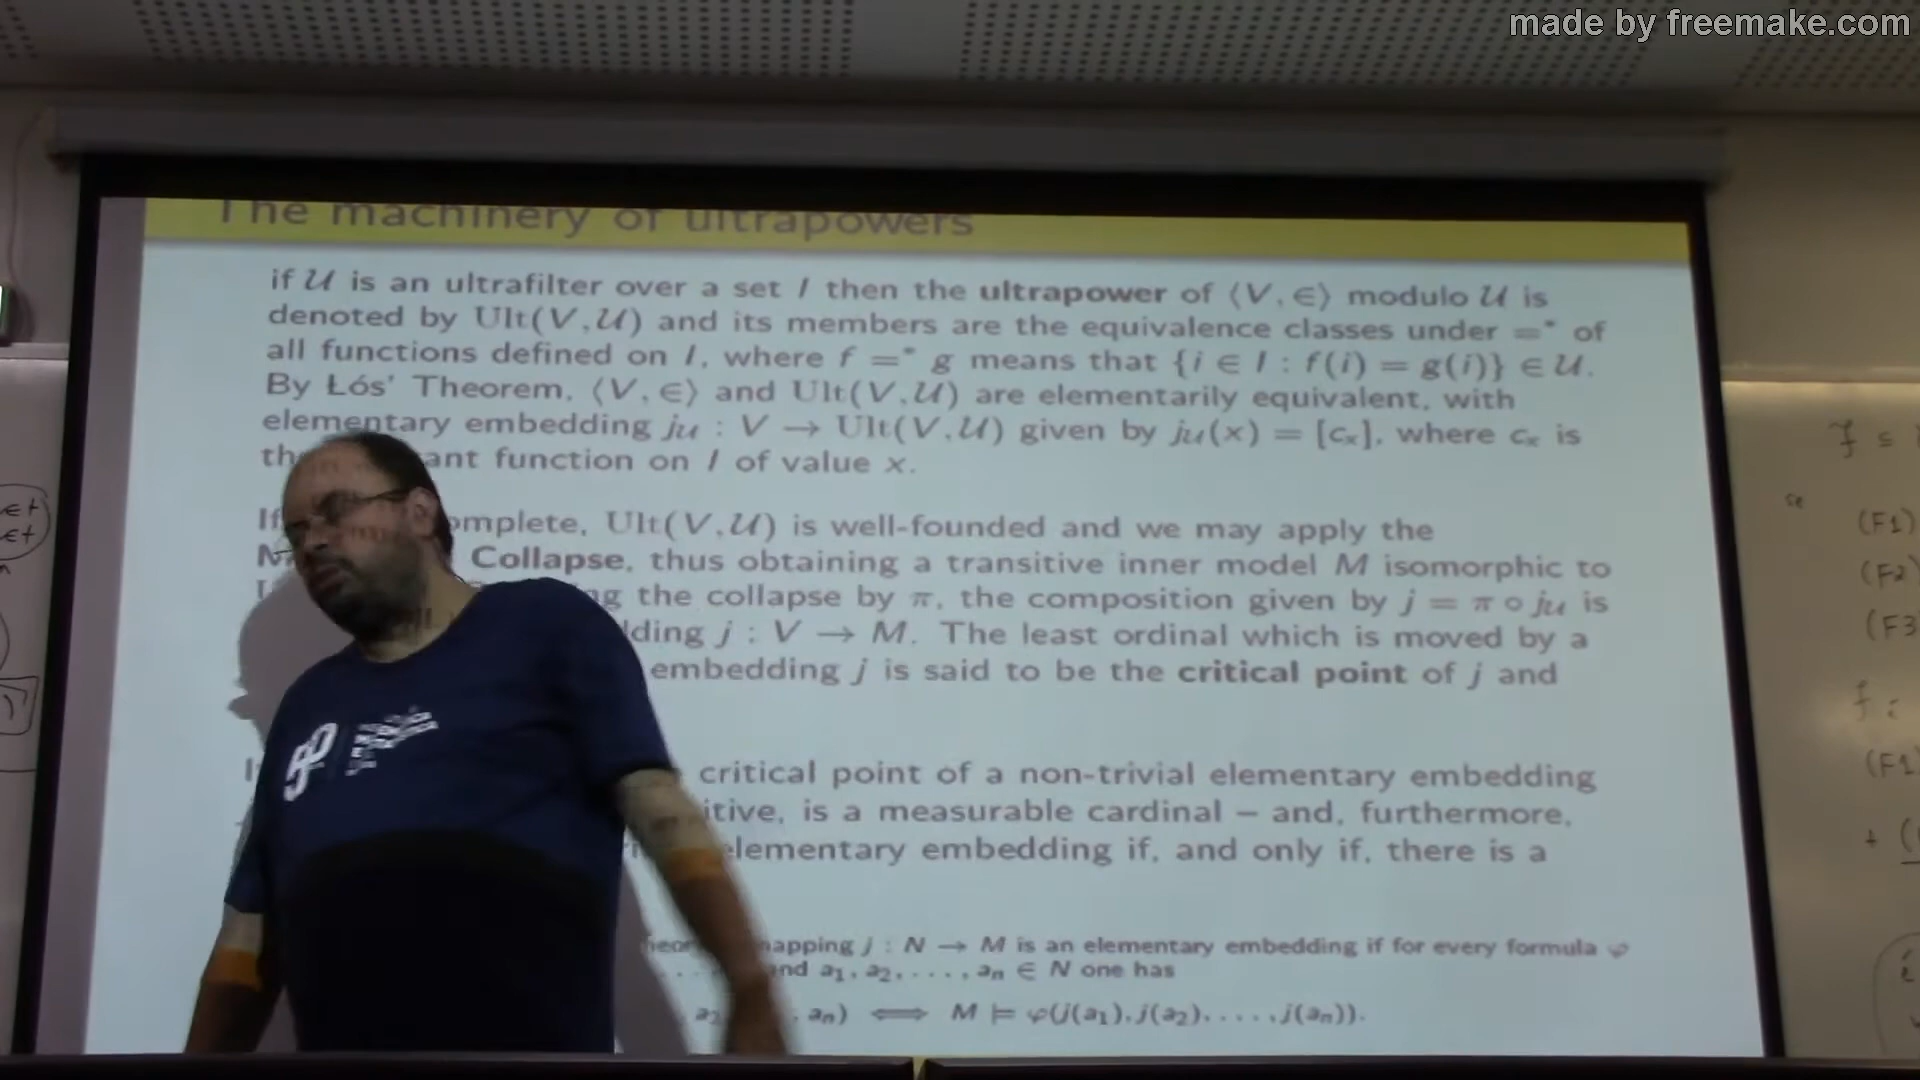 made by freemake.com
The machinery of ultrapowers
if 𝒰 is an ultrafilter over a set I then the ultrapower of ⟨V, ∈⟩ modulo 𝒰 is
denoted by Ult(V, 𝒰) and its members are the equivalence classes under =* of
all functions defined on I, where f =* g means that {i ∈ I : f(i) = g(i)} ∈ 𝒰.
By Łós' Theorem, ⟨V, ∈⟩ and Ult(V, 𝒰) are elementarily equivalent, with
elementary embedding j𝒰 : V → Ult(V, 𝒰) given by j𝒰(x) = [cₓ], where cₓ is
function on I of value x.
If Ult(V, 𝒰) is well-founded and we may apply the
Collapse, thus obtaining a transitive inner model M isomorphic to
the collapse by π, the composition given by j = π ∘ j𝒰 is
j : V → M. The least ordinal which is moved by a
embedding j is said to be the critical point of j and
critical point of a non-trivial elementary embedding
is a measurable cardinal – and, furthermore,
elementary embedding if, and only if, there is a
j : N → M is an elementary embedding if for every formula φ
a₁, a₂, . . . , aₙ ∈ N one has
aₙ) ⟺ M ⊨ φ(j(a₁), j(a₂), . . . , j(aₙ)).
se
(F1)
(F2)
(F3
(F1)